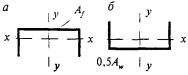 а y A_f б y
x x x x
y 0,5A_w y